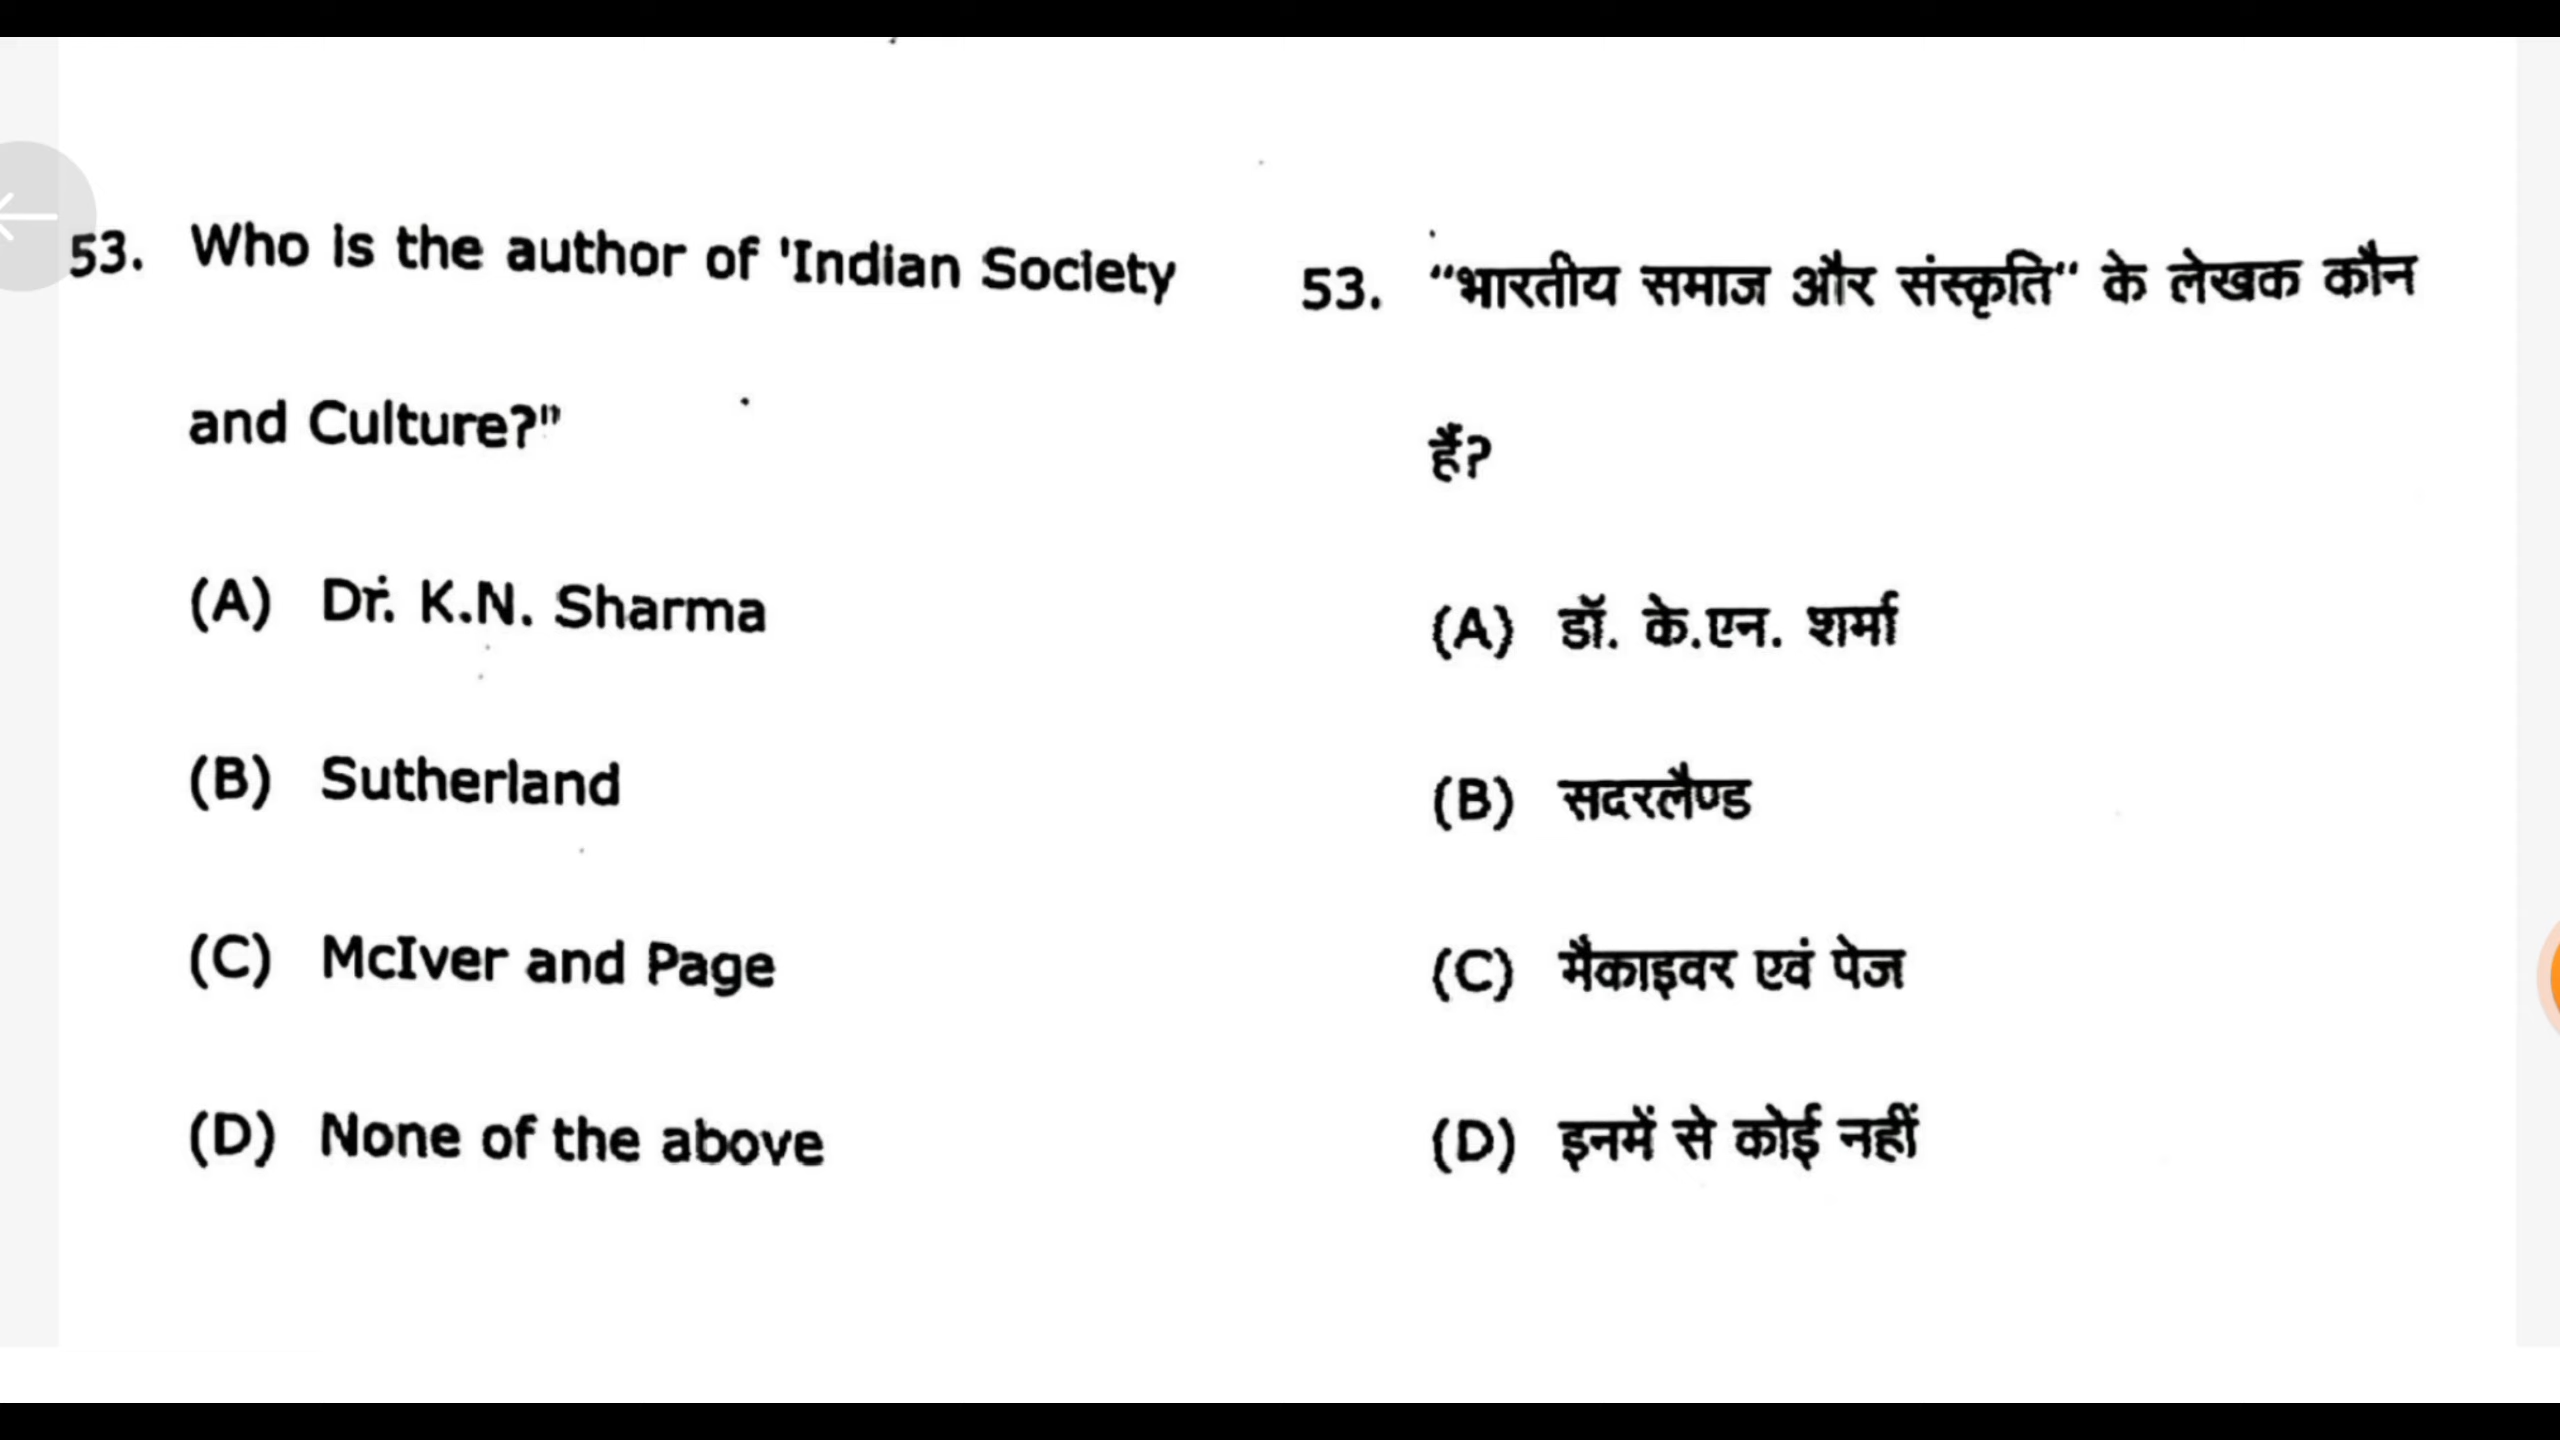 53. Who is the author of 'Indian Society
and Culture?"
(A) Dr. K.N. Sharma
(B) Sutherland
(C) McIver and Page
(D) None of the above
53. “भारतीय समाज और संस्कृति“ के लेखक कौन
हैं?
(A) डॉ. के.एन. शर्मा
(B) सदरलैण्ड
(C) मैकाइवर एवं पेज
(D) इनमें से कोई नहीं